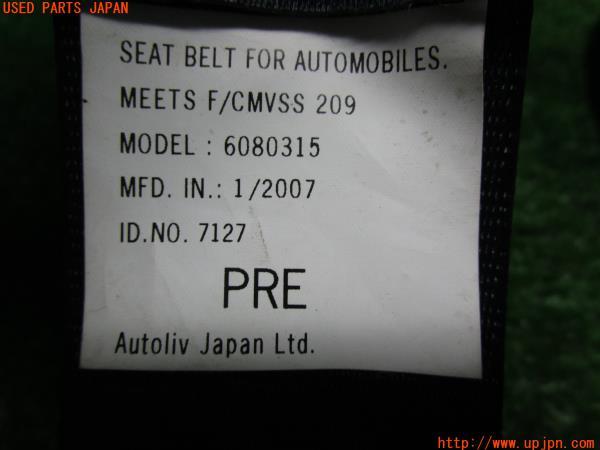 USED PARTS JAPAN
SEAT BELT FOR AUTOMOBILES.
MEETS F/CMVSS 209
MODEL : 6080315
MFD. IN.: 1/2007
ID.NO. 7127
PRE
Autoliv Japan Ltd.
http://www.upjpn.com/